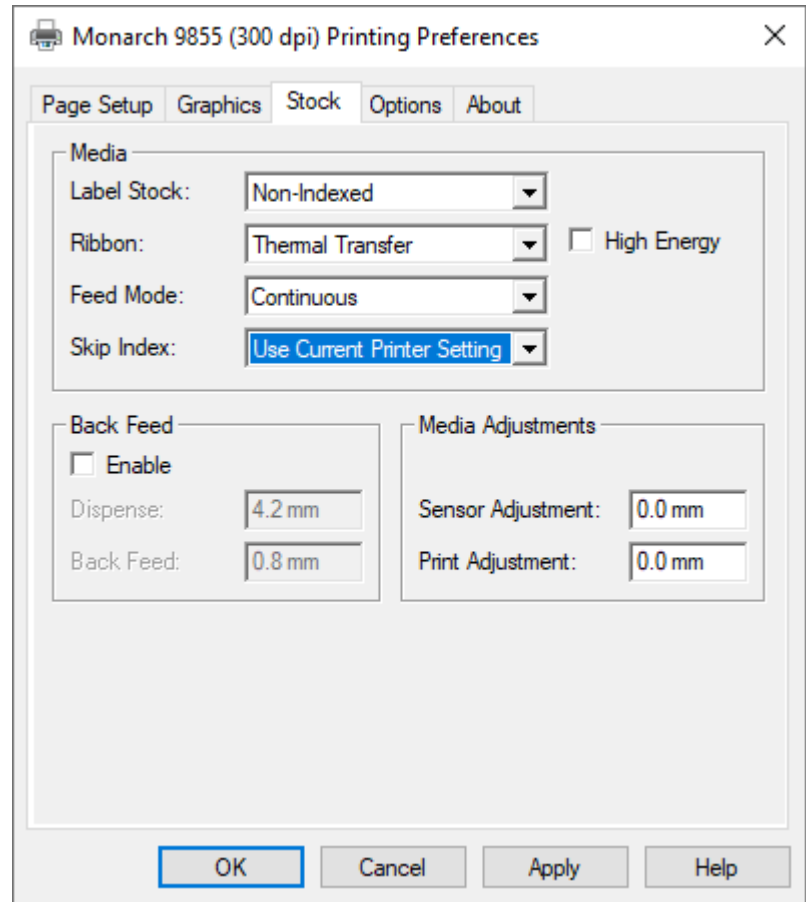 Monarch 9855 (300 dpi) Printing Preferences
Page Setup Graphics Stock Options About
Media
Label Stock: Non-Indexed
Ribbon: Thermal Transfer High Energy
Feed Mode: Continuous
Skip Index: Use Current Printer Setting
Back Feed
Enable
Dispense: 4.2 mm
Back Feed: 0.8 mm
Media Adjustments
Sensor Adjustment: 0.0 mm
Print Adjustment: 0.0 mm
OK Cancel Apply Help